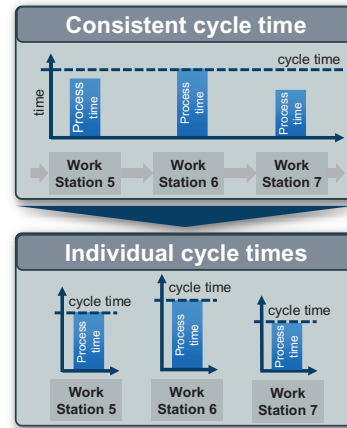 Consistent cycle time
cycle time
time
Process
time
Process
time
Process
time
Work
Station 5
Work
Station 6
Work
Station 7
Individual cycle times
cycle time
cycle time
cycle time
Process
time
Process
time
Process
time
Work
Station 5
Work
Station 6
Work
Station 7